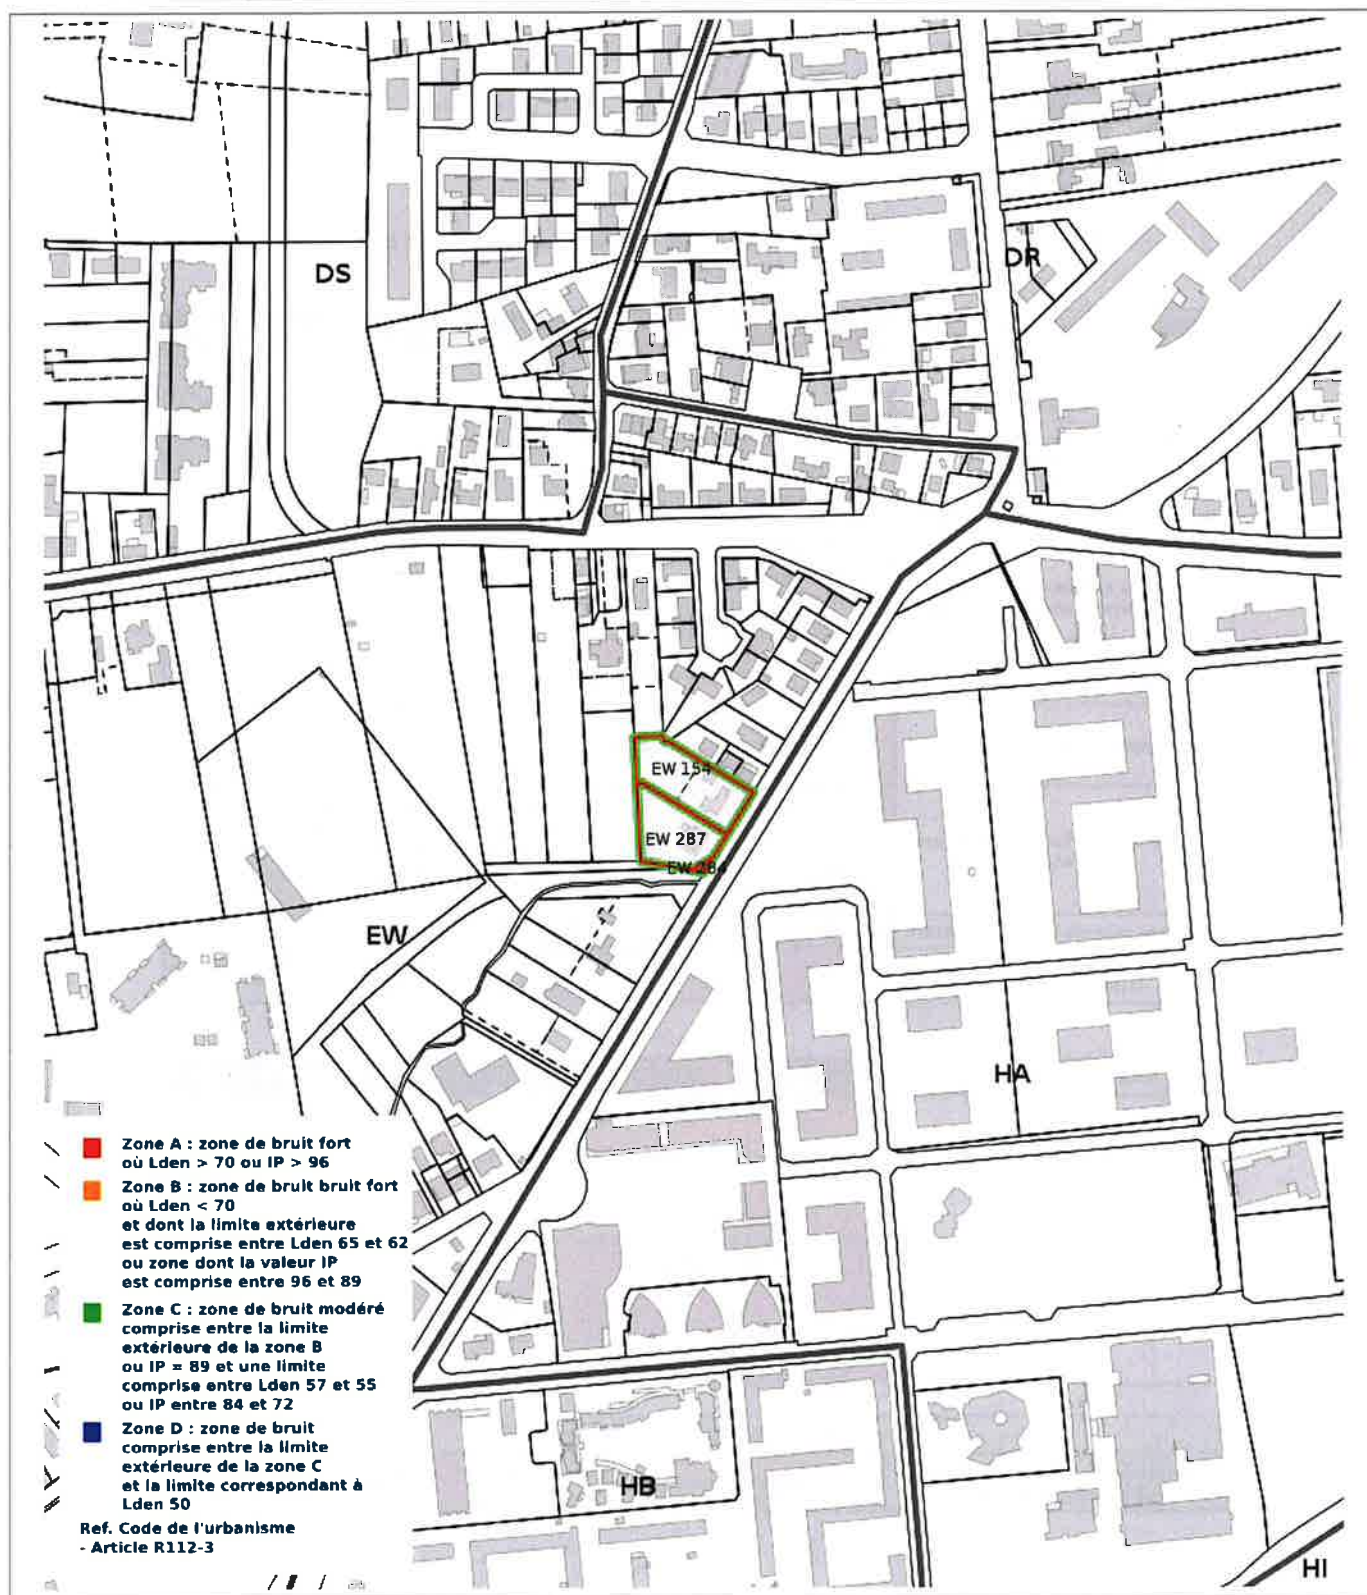 DS
DR
EW 154
EW 287
EW 284
EW
HA
Zone A : zone de bruit fort
où Lden > 70 ou IP > 96
Zone B : zone de bruit bruit fort
où Lden < 70
et dont la limite extérieure
est comprise entre Lden 65 et 62
ou zone dont la valeur IP
est comprise entre 96 et 89
Zone C : zone de bruit modéré
comprise entre la limite
extérieure de la zone B
ou IP = 89 et une limite
comprise entre Lden 57 et 55
ou IP entre 84 et 72
Zone D : zone de bruit
comprise entre la limite
extérieure de la zone C
et la limite correspondant à
Lden 50
Ref. Code de l'urbanisme
- Article R112-3
HB
HI